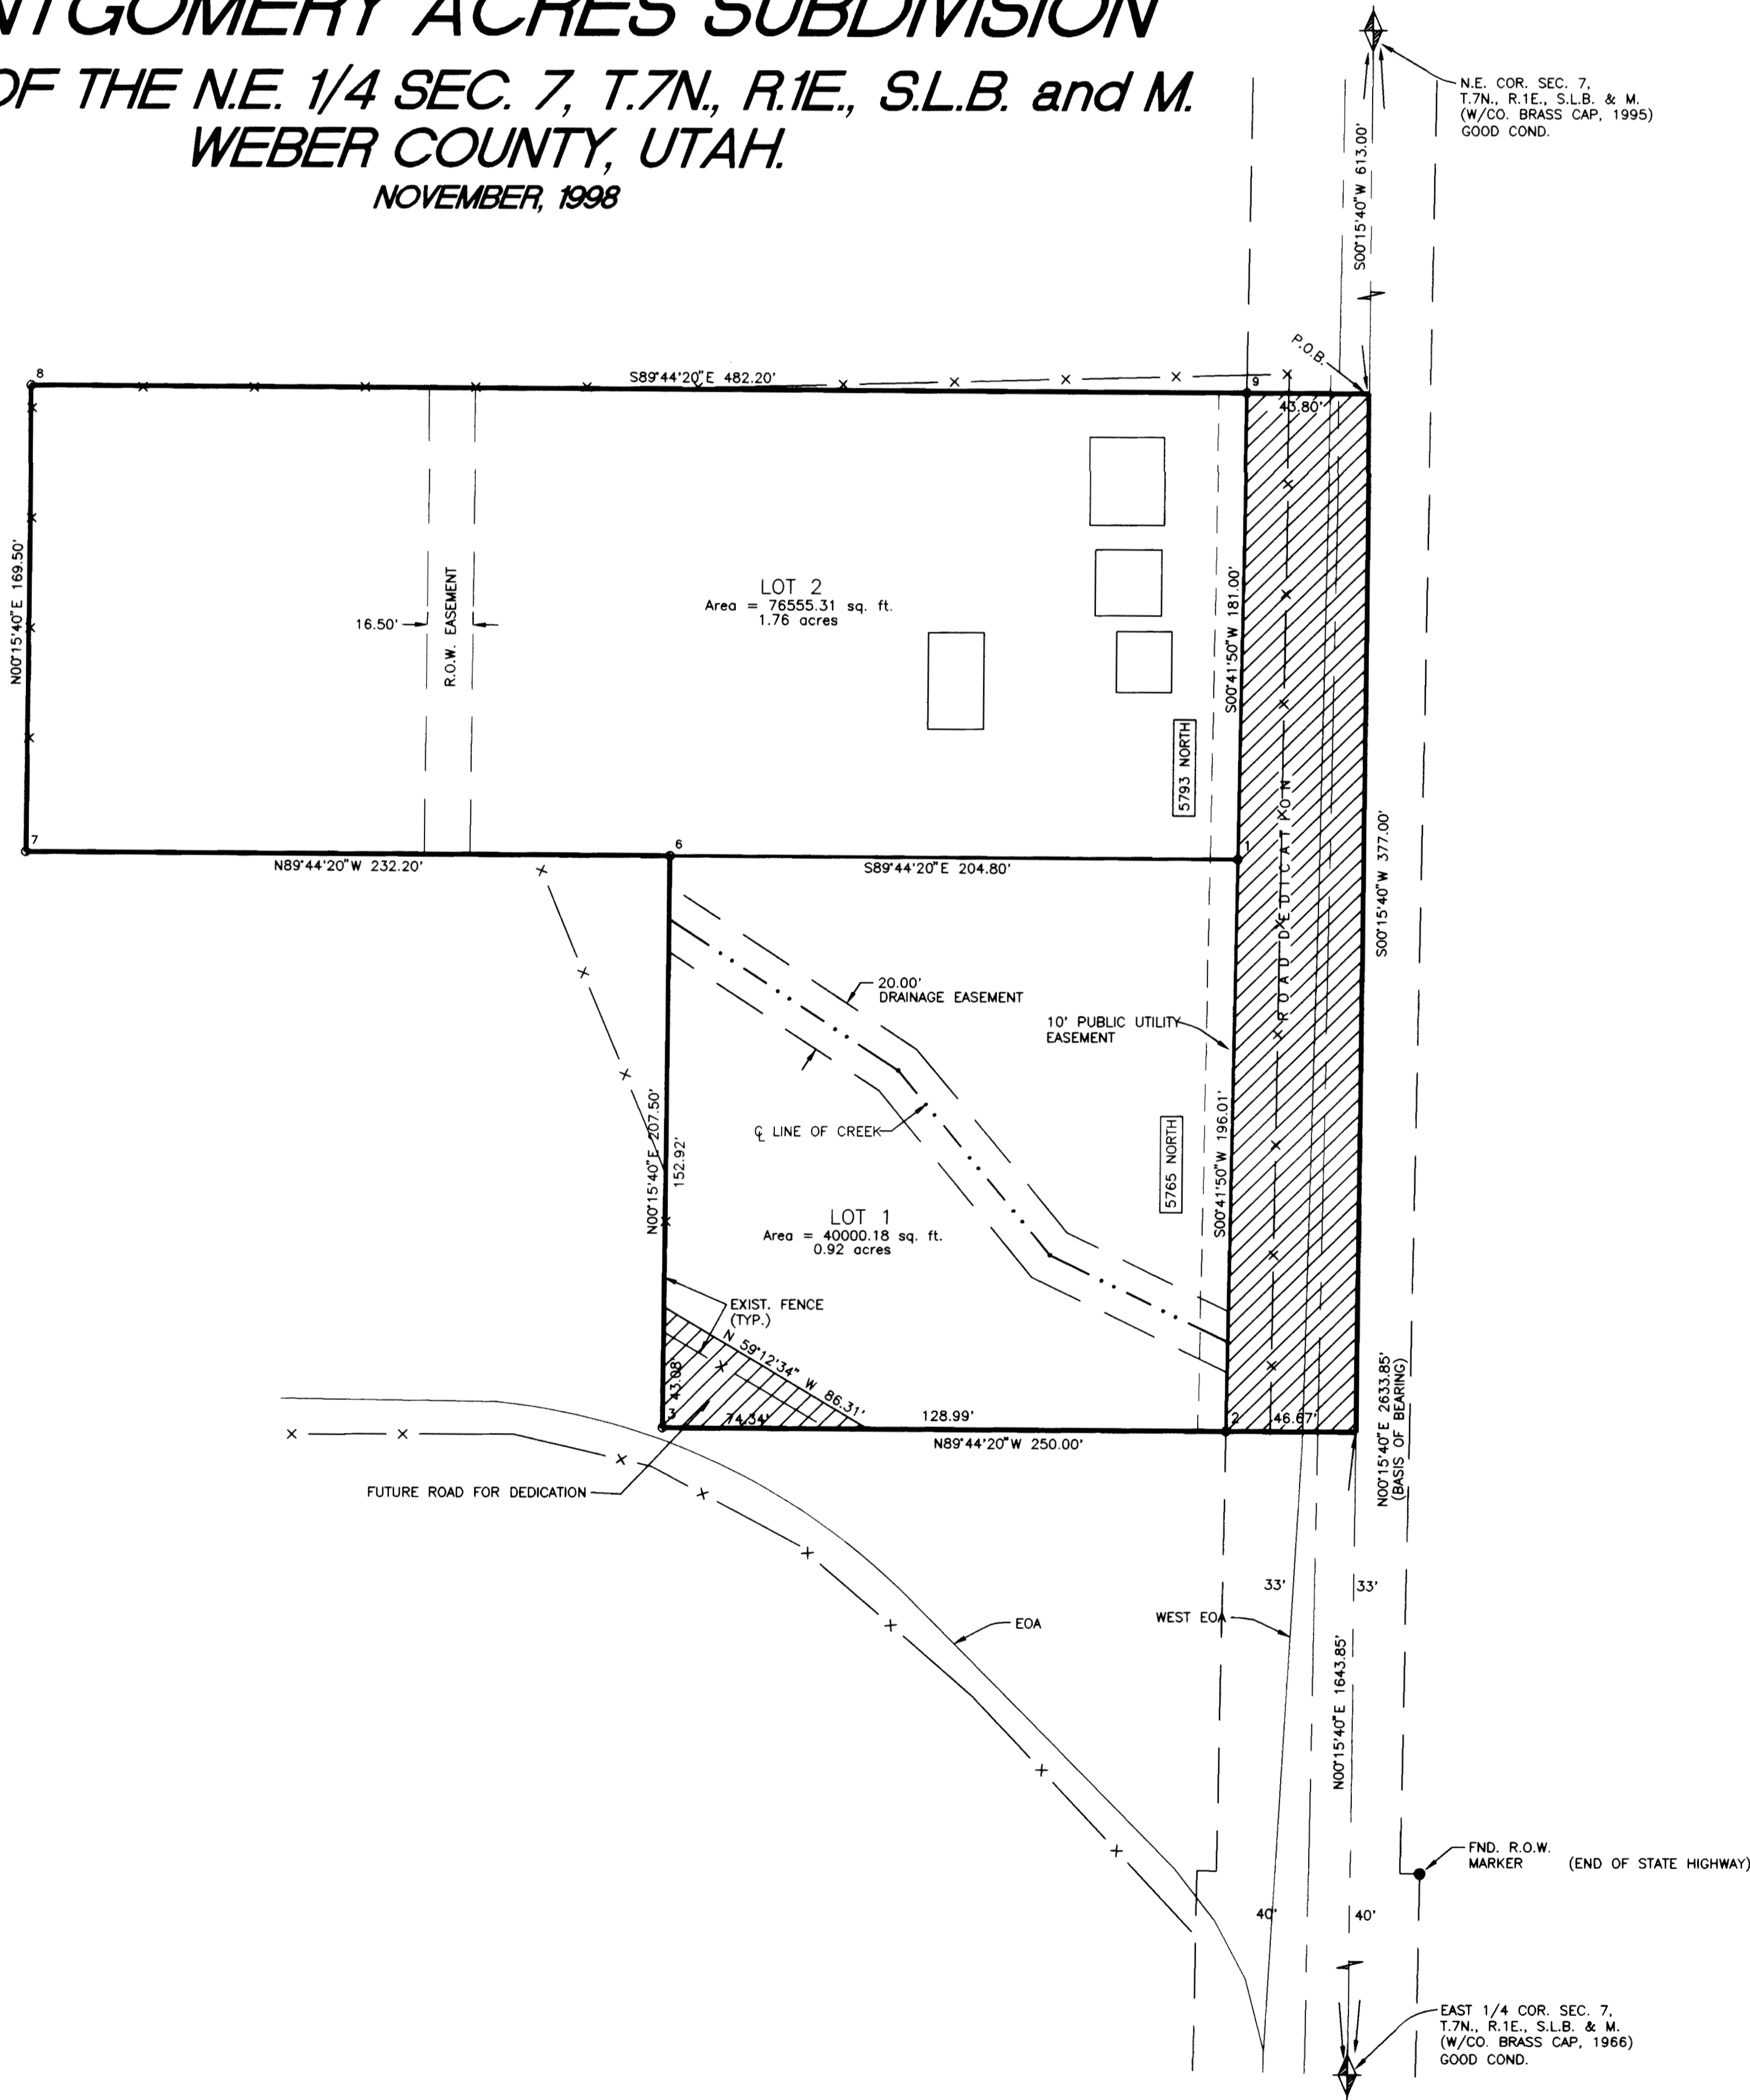 NTGOMERY ACRES SUBDIVISION
OF THE N.E. 1/4 SEC. 7, T.7N., R.1E., S.L.B. and M.
WEBER COUNTY, UTAH.
NOVEMBER, 1998
N.E. COR. SEC. 7,
T.7N., R.1E., S.L.B. & M.
(W/CO. BRASS CAP, 1995)
GOOD COND.
S00°15'40"W 613.00'
P.O.B.
8
S89°44'20"E 482.20'
9
43.80'
N00°15'40"E 169.50'
16.50'
R.O.W. EASEMENT
LOT 2
Area = 76555.31 sq. ft.
1.76 acres
S00°41'50"W 181.00'
5793 NORTH
ROAD DEDICATION
S00°15'40"W 377.00'
7
N89°44'20"W 232.20'
6
S89°44'20"E 204.80'
1
20.00'
DRAINAGE EASEMENT
10' PUBLIC UTILITY
EASEMENT
℄ LINE OF CREEK
N00°15'40"E 207.50'
152.92'
5765 NORTH
S00°41'50"W 196.01'
LOT 1
Area = 40000.18 sq. ft.
0.92 acres
EXIST. FENCE
(TYP.)
N 59°12'34" W 86.31'
43.08'
3
74.34'
128.99'
2
46.67'
N89°44'20"W 250.00'
N00°15'40"E 2633.85'
(BASIS OF BEARING)
FUTURE ROAD FOR DEDICATION
33'
33'
EOA
WEST EOA
N00°15'40"E 1643.85'
FND. R.O.W.
MARKER (END OF STATE HIGHWAY)
40'
40'
EAST 1/4 COR. SEC. 7,
T.7N., R.1E., S.L.B. & M.
(W/CO. BRASS CAP, 1966)
GOOD COND.